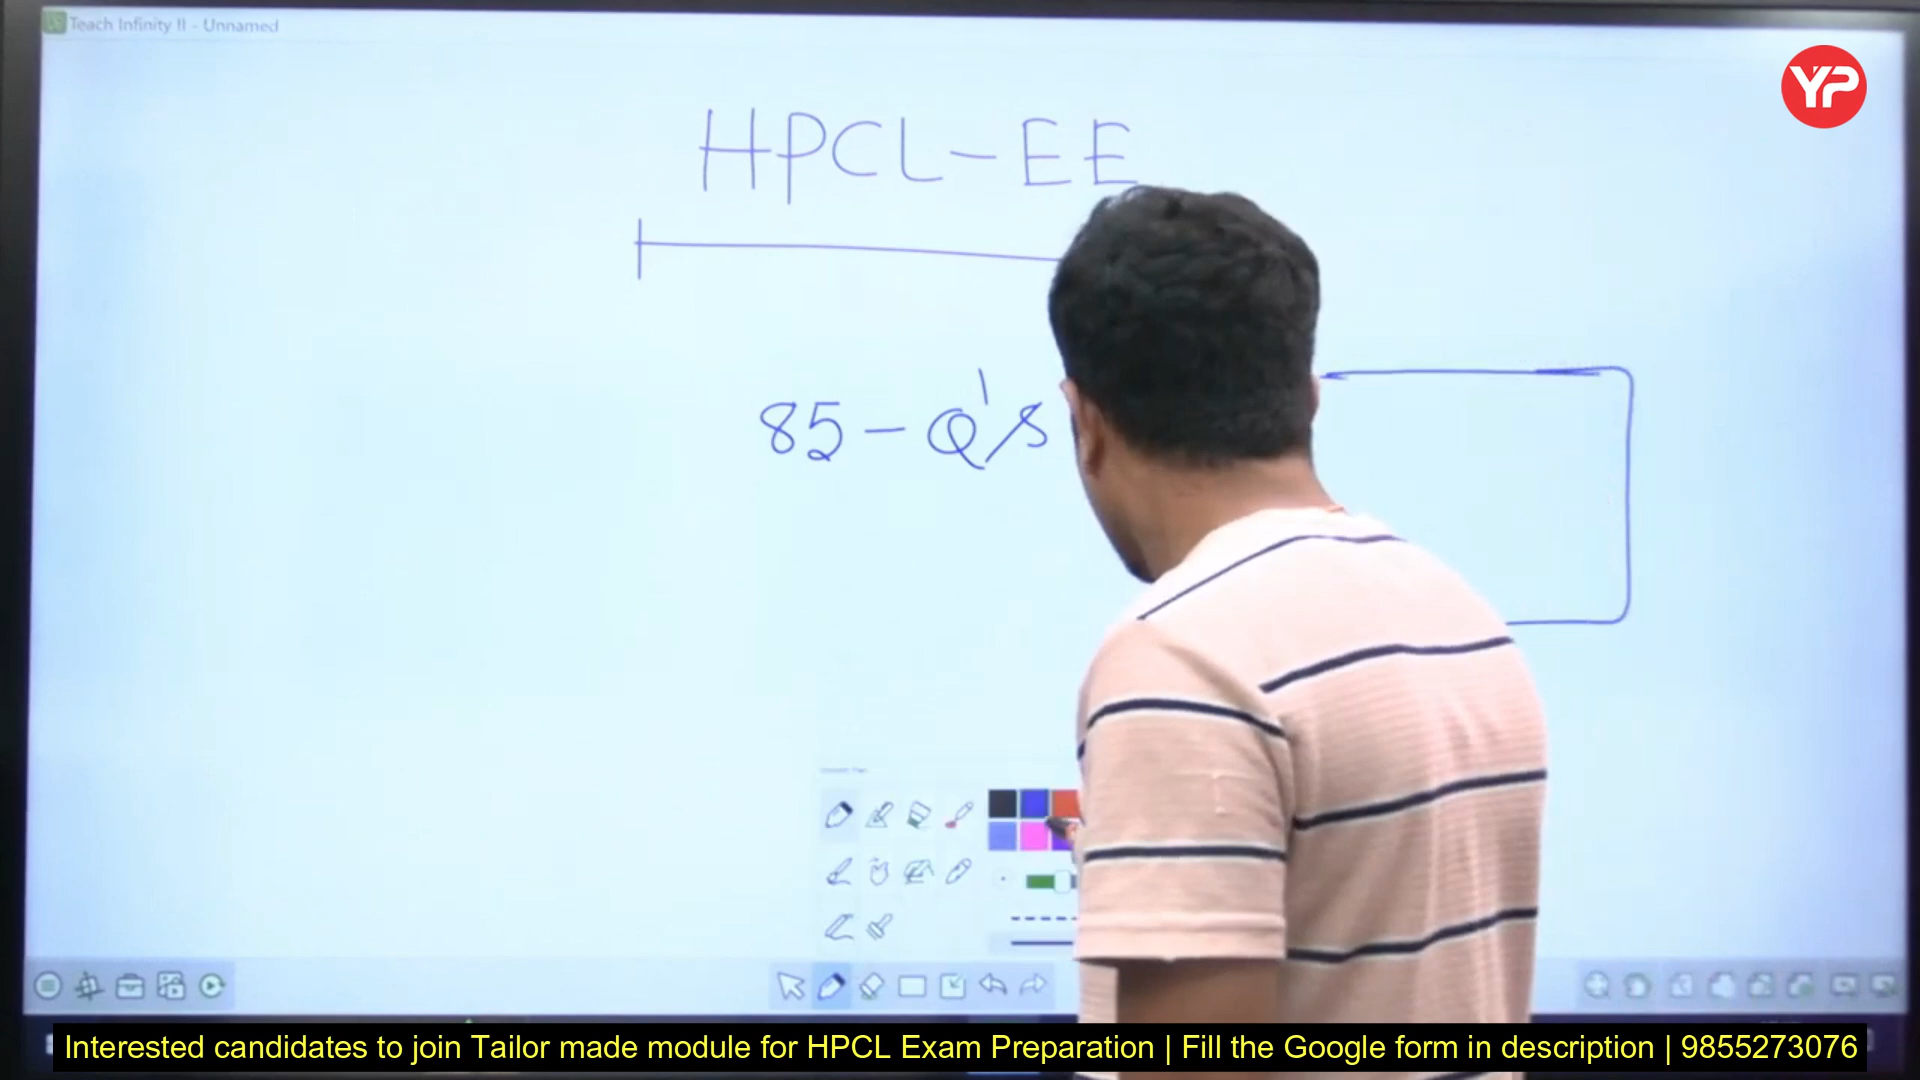 Teach Infinity II - Unnamed
YP
HPCL-EE
85-Q's
Interested candidates to join Tailor made module for HPCL Exam Preparation | Fill the Google form in description | 9855273076